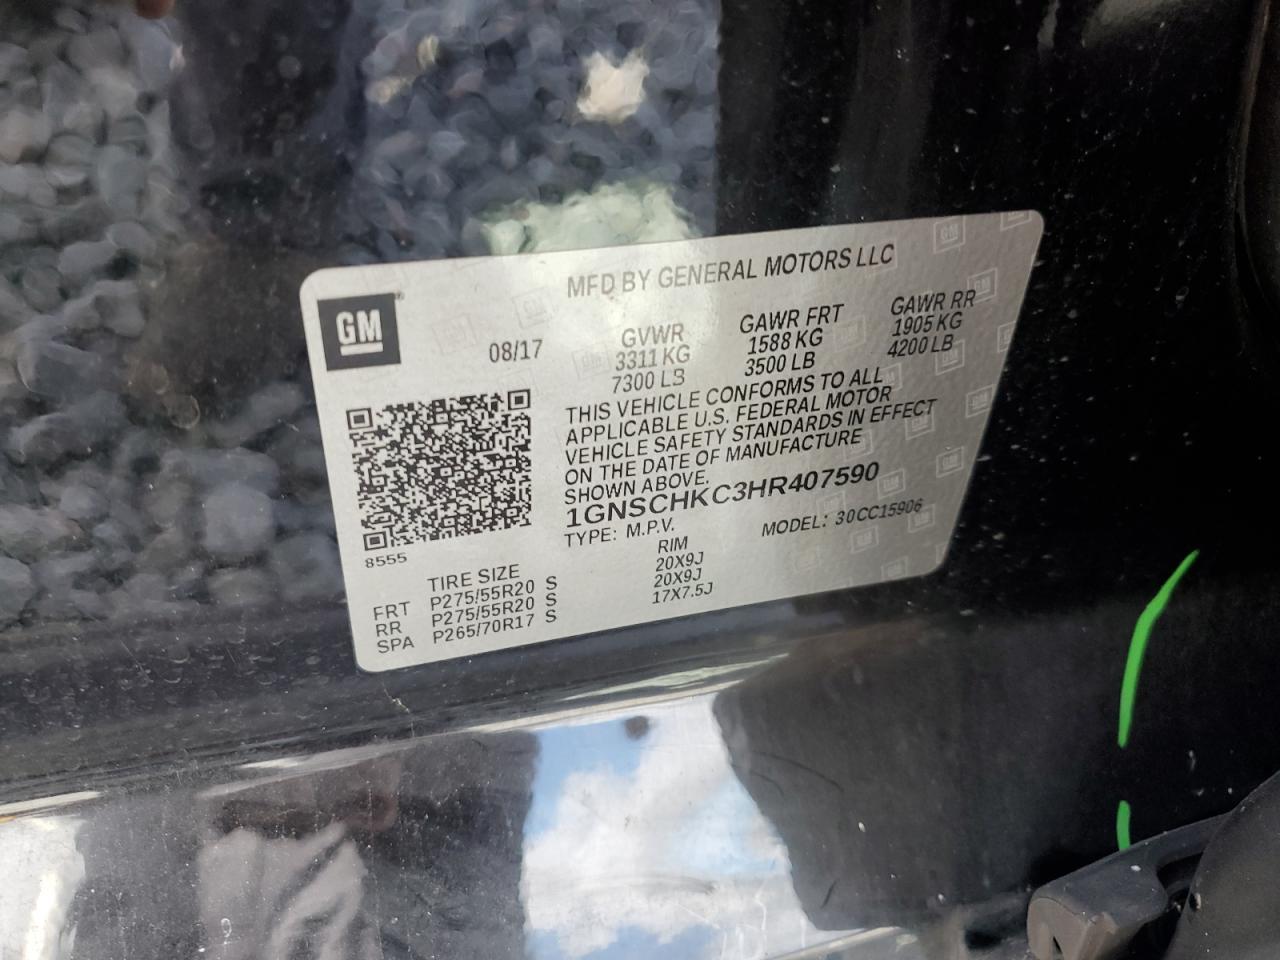 MFD BY GENERAL MOTORS LLC
GM
08/17
GVWR
3311 KG
7300 LB
GAWR FRT
1588 KG
3500 LB
GAWR RR
1905 KG
4200 LB
THIS VEHICLE CONFORMS TO ALL
APPLICABLE U.S. FEDERAL MOTOR
VEHICLE SAFETY STANDARDS IN EFFECT
ON THE DATE OF MANUFACTURE
SHOWN ABOVE.
1GNSCHKC3HR407590
TYPE: M.P.V. MODEL: 30CC15906
8555
TIRE SIZE RIM
FRT P275/55R20 S 20X9J
RR P275/55R20 S 20X9J
SPA P265/70R17 S 17X7.5J